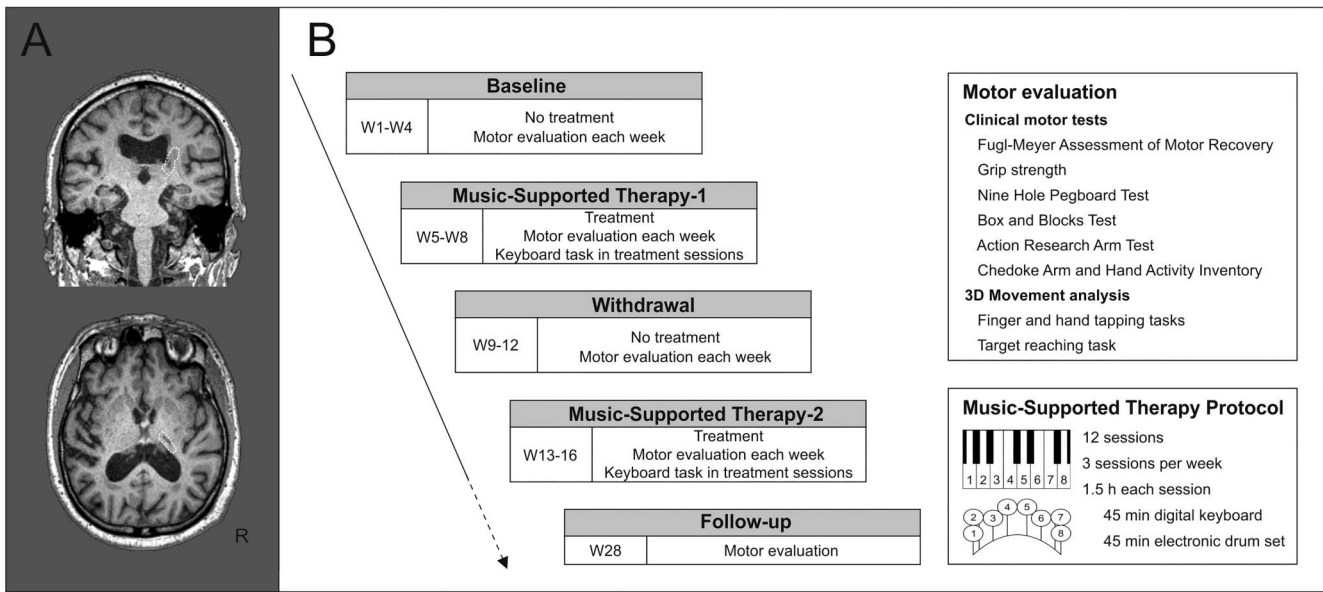 A
R
B
Baseline
W1-W4
No treatment
Motor evaluation each week
Music-Supported Therapy-1
W5-W8
Treatment
Motor evaluation each week
Keyboard task in treatment sessions
Withdrawal
W9-12
No treatment
Motor evaluation each week
Music-Supported Therapy-2
W13-16
Treatment
Motor evaluation each week
Keyboard task in treatment sessions
Follow-up
W28
Motor evaluation
Motor evaluation
Clinical motor tests
Fugl-Meyer Assessment of Motor Recovery
Grip strength
Nine Hole Pegboard Test
Box and Blocks Test
Action Research Arm Test
Chedoke Arm and Hand Activity Inventory
3D Movement analysis
Finger and hand tapping tasks
Target reaching task
Music-Supported Therapy Protocol
1 2 3 4 5 6 7 8
1 2 3 4 5 6 7 8
12 sessions
3 sessions per week
1.5 h each session
45 min digital keyboard
45 min electronic drum set